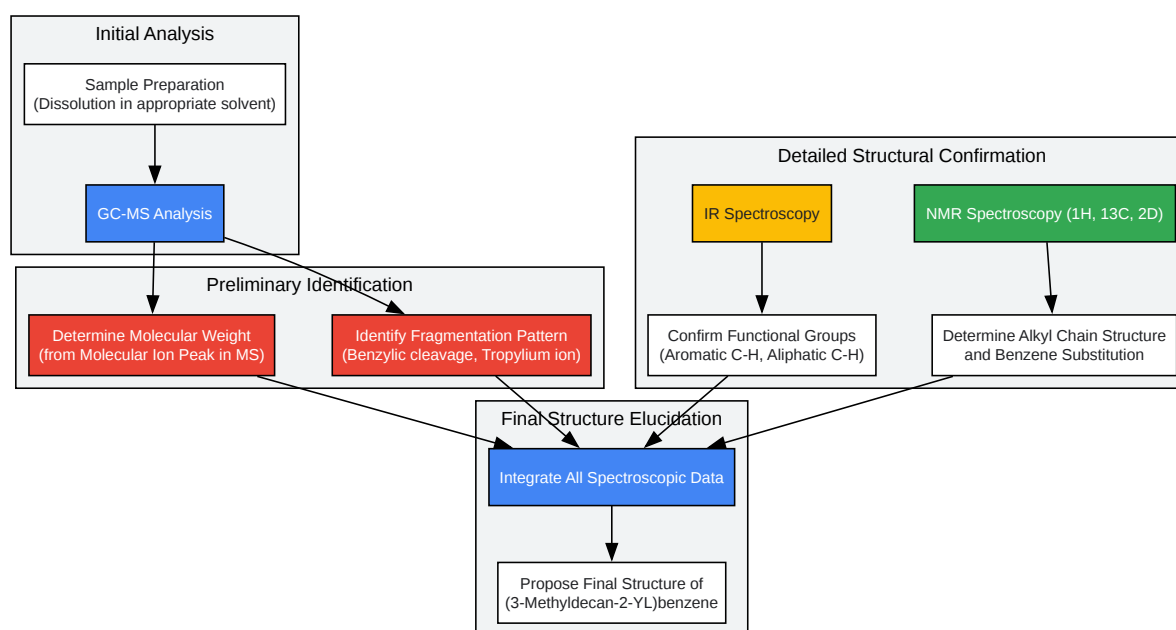 Initial Analysis
Sample Preparation
(Dissolution in appropriate solvent)
GC-MS Analysis
Preliminary Identification
Determine Molecular Weight
(from Molecular Ion Peak in MS)
Identify Fragmentation Pattern
(Benzylic cleavage, Tropylium ion)
Detailed Structural Confirmation
IR Spectroscopy
NMR Spectroscopy (1H, 13C, 2D)
Confirm Functional Groups
(Aromatic C-H, Aliphatic C-H)
Determine Alkyl Chain Structure
and Benzene Substitution
Final Structure Elucidation
Integrate All Spectroscopic Data
Propose Final Structure of
(3-Methyldecan-2-YL)benzene